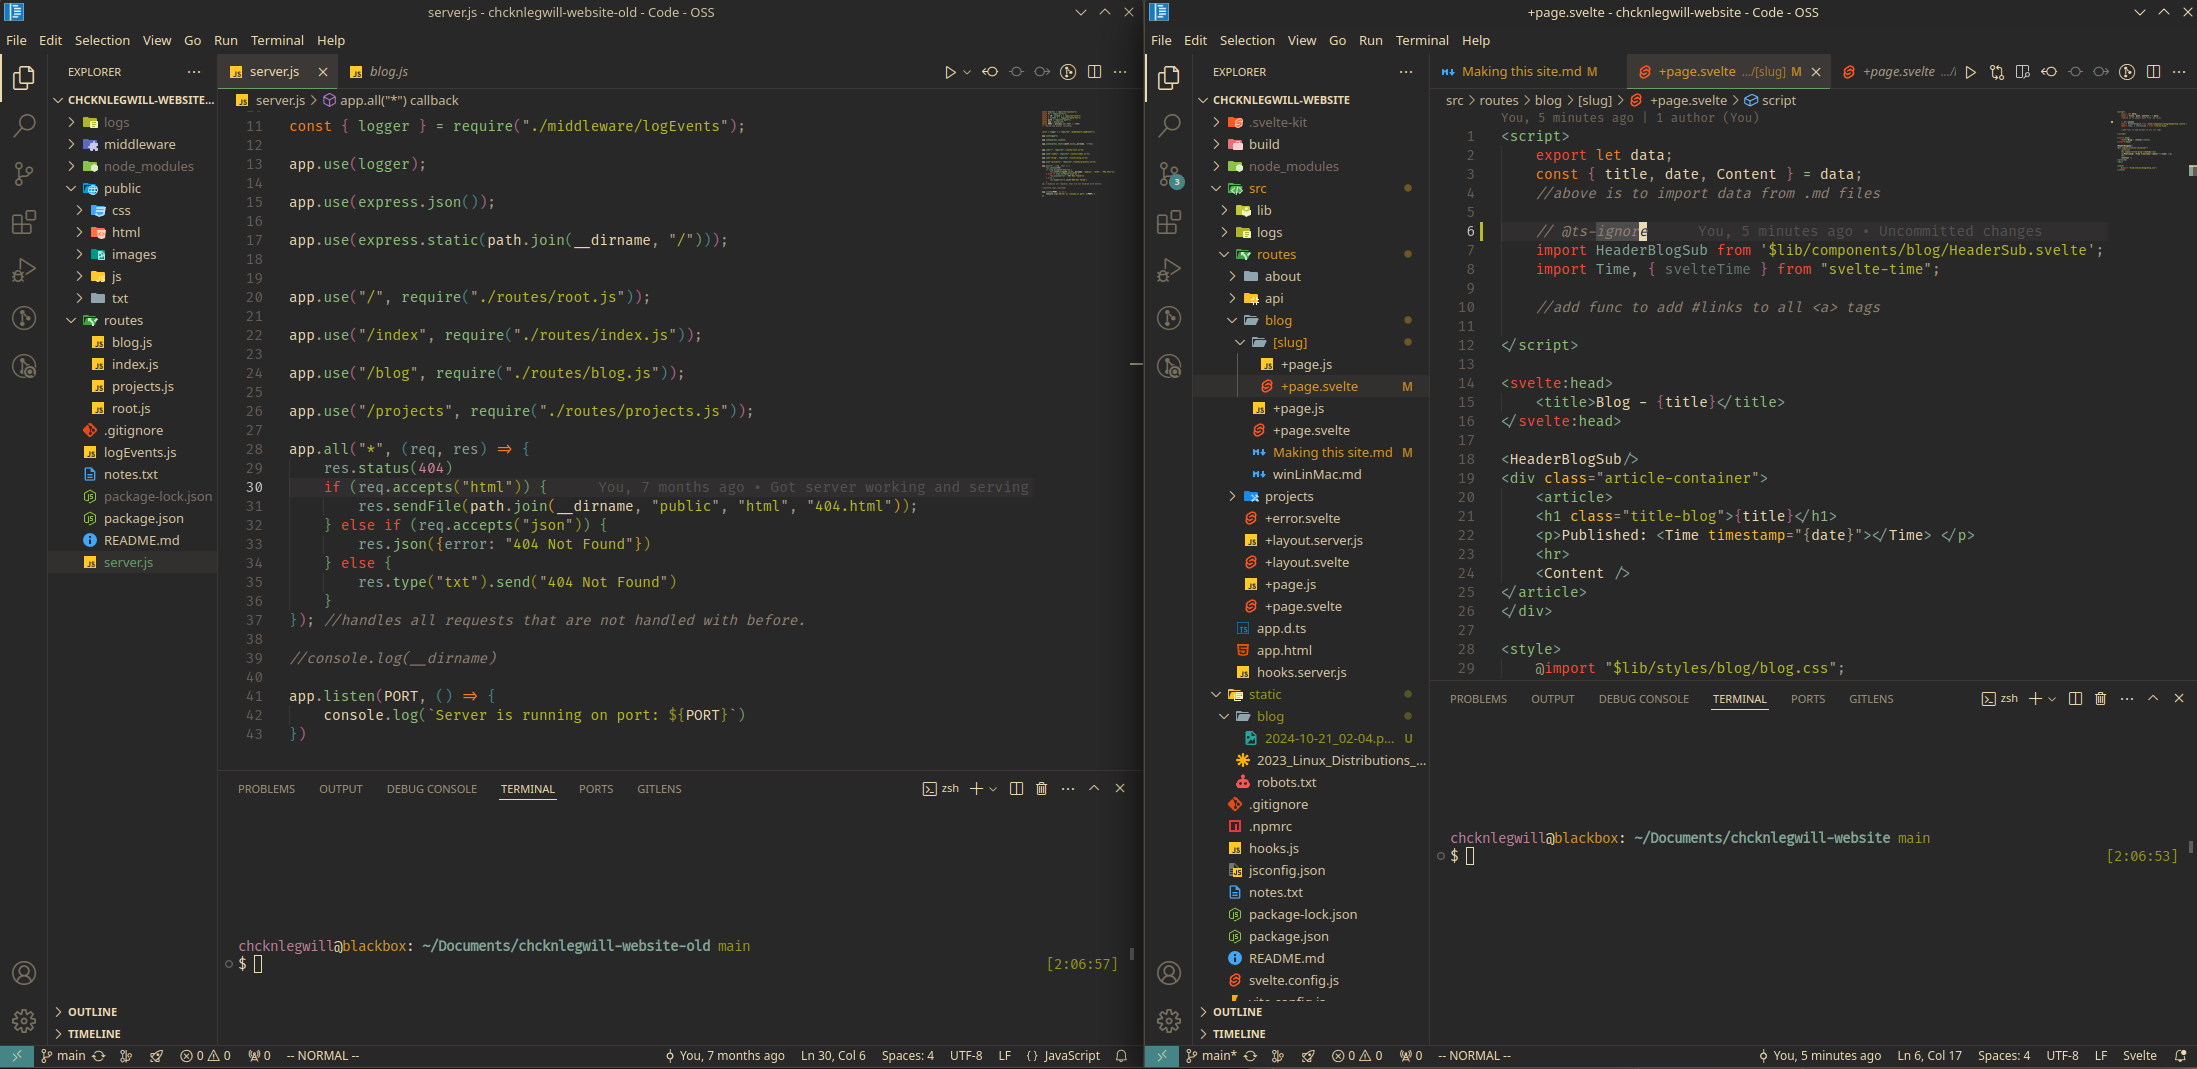 server.js - chcknlegwill-website-old - Code - OSS
File Edit Selection View Go Run Terminal Help
EXPLORER
CHCKNLEGWILL-WEBSITE...
logs
middleware
node_modules
public
css
html
images
js
txt
routes
blog.js
index.js
projects.js
root.js
.gitignore
logEvents.js
notes.txt
package-lock.json
package.json
README.md
server.js
OUTLINE
TIMELINE
server.js blog.js
server.js > app.all("*") callback
11 const { logger } = require("./middleware/logEvents");
12
13 app.use(logger);
14
15 app.use(express.json());
16
17 app.use(express.static(path.join(__dirname, "/")));
18
19
20 app.use("/", require("./routes/root.js"));
21
22 app.use("/index", require("./routes/index.js"));
23
24 app.use("/blog", require("./routes/blog.js"));
25
26 app.use("/projects", require("./routes/projects.js"));
27
28 app.all("*", (req, res) => {
29 res.status(404)
30 if (req.accepts("html")) { You, 7 months ago • Got server working and serving
31 res.sendFile(path.join(__dirname, "public", "html", "404.html"));
32 } else if (req.accepts("json")) {
33 res.json({error: "404 Not Found"})
34 } else {
35 res.type("txt").send("404 Not Found")
36 }
37 }); //handles all requests that are not handled with before.
38
39 //console.log(__dirname)
40
41 app.listen(PORT, () => {
42 console.log(`Server is running on port: ${PORT}`)
43 })
PROBLEMS OUTPUT DEBUG CONSOLE TERMINAL PORTS GITLENS zsh
chcknlegwill@blackbox: ~/Documents/chcknlegwill-website-old main
$ [2:06:57]
main 0 0 0 -- NORMAL -- You, 7 months ago Ln 30, Col 6 Spaces: 4 UTF-8 LF {} JavaScript
+page.svelte - chcknlegwill-website - Code - OSS
File Edit Selection View Go Run Terminal Help
EXPLORER
CHCKNLEGWILL-WEBSITE
.svelte-kit
build
node_modules
src
lib
logs
routes
about
api
blog
[slug]
+page.js
+page.svelte M
+page.js
+page.svelte
Making this site.md M
winLinMac.md
projects
+error.svelte
+layout.server.js
+layout.svelte
+page.js
+page.svelte
app.d.ts
app.html
hooks.server.js
static
blog
2024-10-21_02-04.p... U
2023_Linux_Distributions_...
robots.txt
.gitignore
.npmrc
hooks.js
jsconfig.json
notes.txt
package-lock.json
package.json
README.md
svelte.config.js
vite.config.js
OUTLINE
TIMELINE
3
Making this site.md M +page.svelte .../[slug] M +page.svelte .../
src > routes > blog > [slug] > +page.svelte > script
You, 5 minutes ago | 1 author (You)
1 <script>
2 export let data;
3 const { title, date, Content } = data;
4 //above is to import data from .md files
5
6 // @ts-ignore You, 5 minutes ago • Uncommitted changes
7 import HeaderBlogSub from '$lib/components/blog/HeaderSub.svelte';
8 import Time, { svelteTime } from "svelte-time";
9
10 //add func to add #links to all <a> tags
11
12 </script>
13
14 <svelte:head>
15 <title>Blog - {title}</title>
16 </svelte:head>
17
18 <HeaderBlogSub/>
19 <div class="article-container">
20 <article>
21 <h1 class="title-blog">{title}</h1>
22 <p>Published: <Time timestamp="{date}"></Time> </p>
23 <hr>
24 <Content />
25 </article>
26 </div>
27
28 <style>
29 @import "$lib/styles/blog/blog.css";
PROBLEMS OUTPUT DEBUG CONSOLE TERMINAL PORTS GITLENS zsh
chcknlegwill@blackbox: ~/Documents/chcknlegwill-website main
$ [2:06:53]
main* 0 0 0 -- NORMAL -- You, 5 minutes ago Ln 6, Col 17 Spaces: 4 UTF-8 LF Svelte